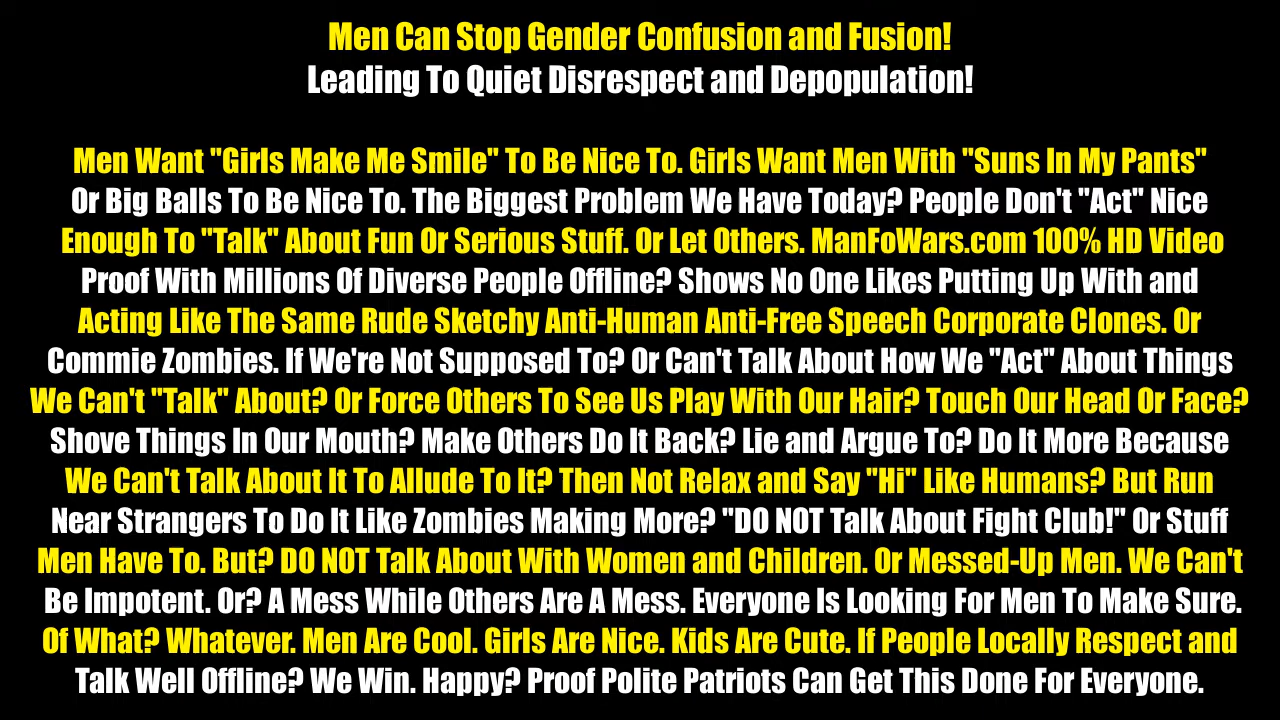 Men Can Stop Gender Confusion and Fusion!
Leading To Quiet Disrespect and Depopulation!
Men Want "Girls Make Me Smile" To Be Nice To. Girls Want Men With "Suns In My Pants"
Or Big Balls To Be Nice To. The Biggest Problem We Have Today? People Don't "Act" Nice
Enough To "Talk" About Fun Or Serious Stuff. Or Let Others. ManFoWars.com 100% HD Video
Proof With Millions Of Diverse People Offline? Shows No One Likes Putting Up With and
Acting Like The Same Rude Sketchy Anti-Human Anti-Free Speech Corporate Clones. Or
Commie Zombies. If We're Not Supposed To? Or Can't Talk About How We "Act" About Things
We Can't "Talk" About? Or Force Others To See Us Play With Our Hair? Touch Our Head Or Face?
Shove Things In Our Mouth? Make Others Do It Back? Lie and Argue To? Do It More Because
We Can't Talk About It To Allude To It? Then Not Relax and Say "Hi" Like Humans? But Run
Near Strangers To Do It Like Zombies Making More? "DO NOT Talk About Fight Club!" Or Stuff
Men Have To. But? DO NOT Talk About With Women and Children. Or Messed-Up Men. We Can't
Be Impotent. Or? A Mess While Others Are A Mess. Everyone Is Looking For Men To Make Sure.
Of What? Whatever. Men Are Cool. Girls Are Nice. Kids Are Cute. If People Locally Respect and
Talk Well Offline? We Win. Happy? Proof Polite Patriots Can Get This Done For Everyone.